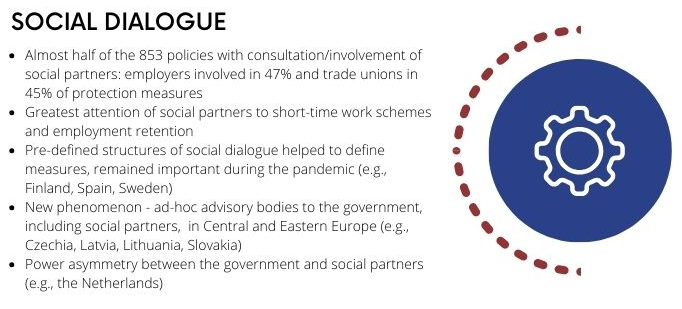 SOCIAL DIALOGUE
• Almost half of the 853 policies with consultation/involvement of
social partners: employers involved in 47% and trade unions in
45% of protection measures
• Greatest attention of social partners to short-time work schemes
and employment retention
• Pre-defined structures of social dialogue helped to define
measures, remained important during the pandemic (e.g.,
Finland, Spain, Sweden)
• New phenomenon - ad-hoc advisory bodies to the government,
including social partners,  in Central and Eastern Europe (e.g.,
Czechia, Latvia, Lithuania, Slovakia)
• Power asymmetry between the government and social partners
(e.g., the Netherlands)